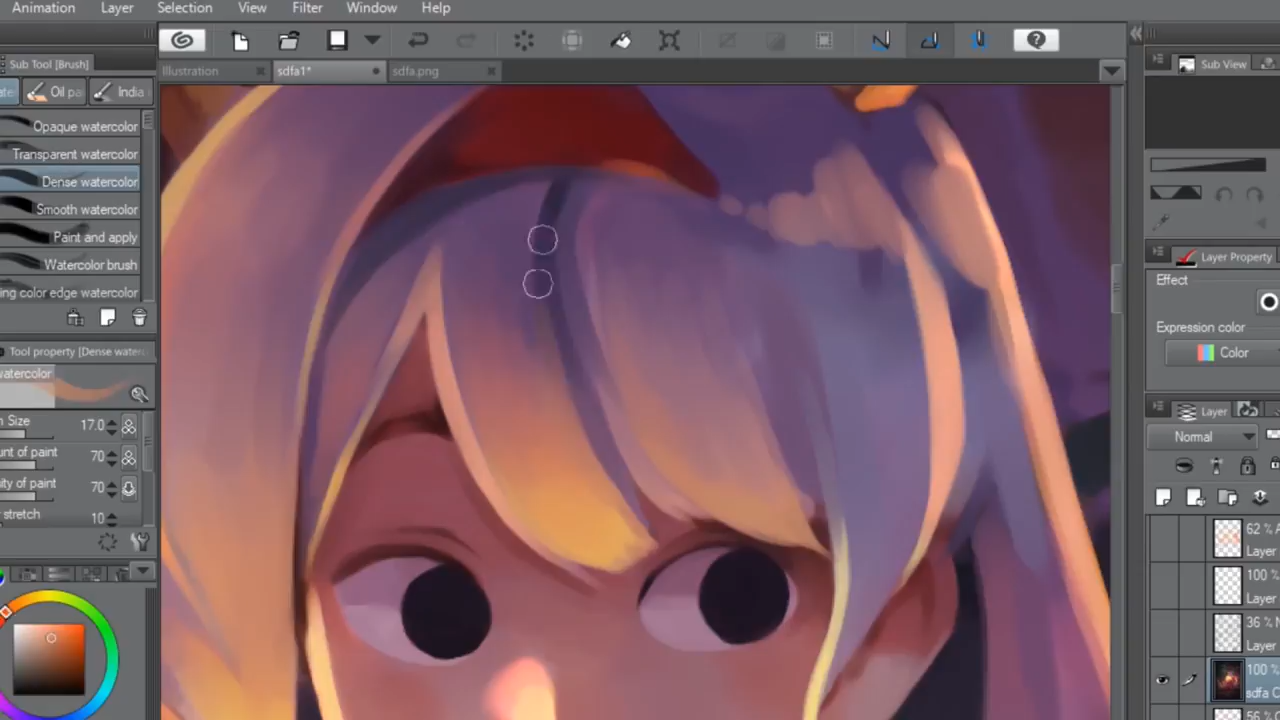 Animation Layer Selection View Filter Window Help
Illustration sdfa1* sdfa.png
Sub Tool [Brush]
Oil pa India
Opaque watercolor
Transparent watercolor
Dense watercolor
Smooth watercolor
Paint and apply
Watercolor brush
ng color edge watercolor
Tool property [Dense waterc
watercolor
n Size 17.0
unt of paint 70
ity of paint 70
stretch 10
Sub View
Layer Property
Effect
Expression color
Color
Layer
Normal
62 %
Layer
100 %
Layer
36 %
Layer
100 %
sdfa C
56 %